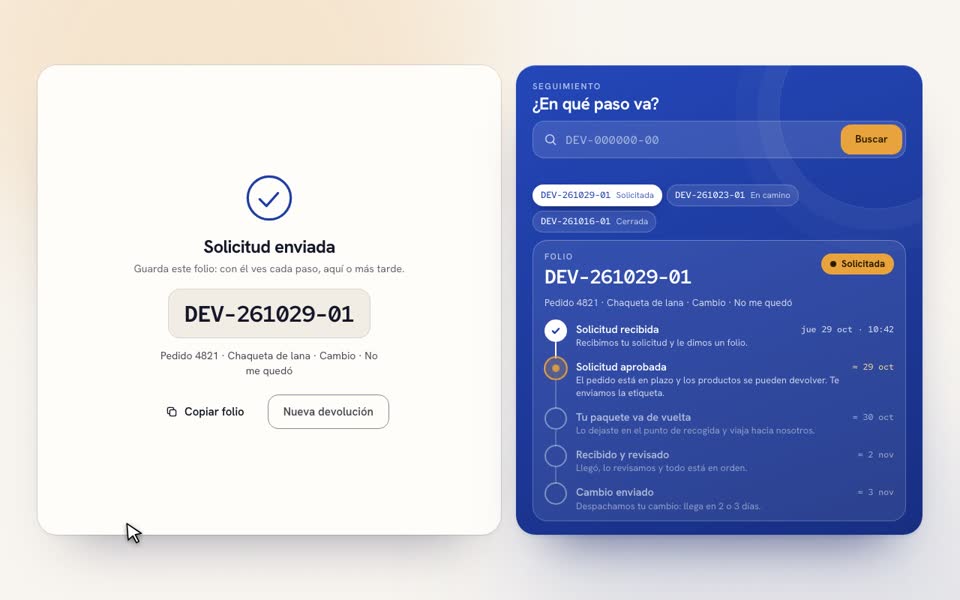 Solicitud enviada
Guarda este folio: con él ves cada paso, aquí o más tarde.
DEV-261029-01
Pedido 4821 · Chaqueta de lana · Cambio · No
me quedó
Copiar folio
Nueva devolución
SEGUIMIENTO
¿En qué paso va?
DEV-000000-00
Buscar
DEV-261029-01 Solicitada
DEV-261023-01 En camino
DEV-261016-01 Cerrada
FOLIO
DEV-261029-01
Solicitada
Pedido 4821 · Chaqueta de lana · Cambio · No me quedó
Solicitud recibida
jue 29 oct · 10:42
Recibimos tu solicitud y le dimos un folio.
Solicitud aprobada
≈ 29 oct
El pedido está en plazo y los productos se pueden devolver. Te
enviamos la etiqueta.
Tu paquete va de vuelta
≈ 30 oct
Lo dejaste en el punto de recogida y viaja hacia nosotros.
Recibido y revisado
≈ 2 nov
Llegó, lo revisamos y todo está en orden.
Cambio enviado
≈ 3 nov
Despachamos tu cambio: llega en 2 o 3 días.